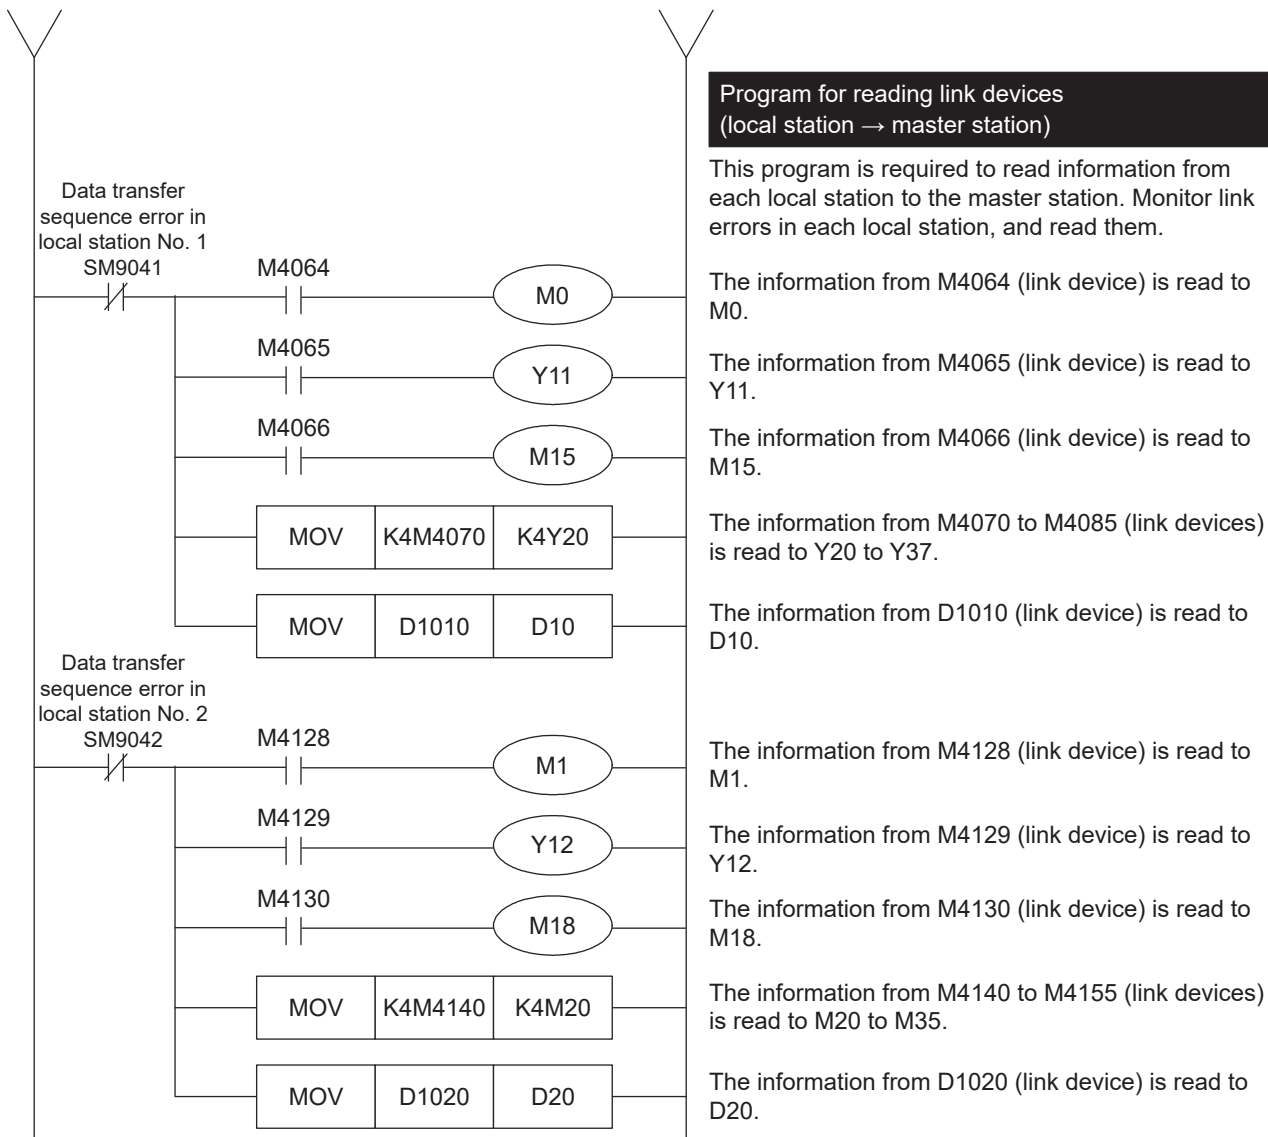 Program for reading link devices
(local station → master station)
This program is required to read information from
each local station to the master station. Monitor link
errors in each local station, and read them.
Data transfer
sequence error in
local station No. 1
SM9041
M4064
M0
The information from M4064 (link device) is read to
M0.
M4065
Y11
The information from M4065 (link device) is read to
Y11.
M4066
M15
The information from M4066 (link device) is read to
M15.
MOV K4M4070 K4Y20
The information from M4070 to M4085 (link devices)
is read to Y20 to Y37.
MOV D1010 D10
The information from D1010 (link device) is read to
D10.
Data transfer
sequence error in
local station No. 2
SM9042
M4128
M1
The information from M4128 (link device) is read to
M1.
M4129
Y12
The information from M4129 (link device) is read to
Y12.
M4130
M18
The information from M4130 (link device) is read to
M18.
MOV K4M4140 K4M20
The information from M4140 to M4155 (link devices)
is read to M20 to M35.
MOV D1020 D20
The information from D1020 (link device) is read to
D20.